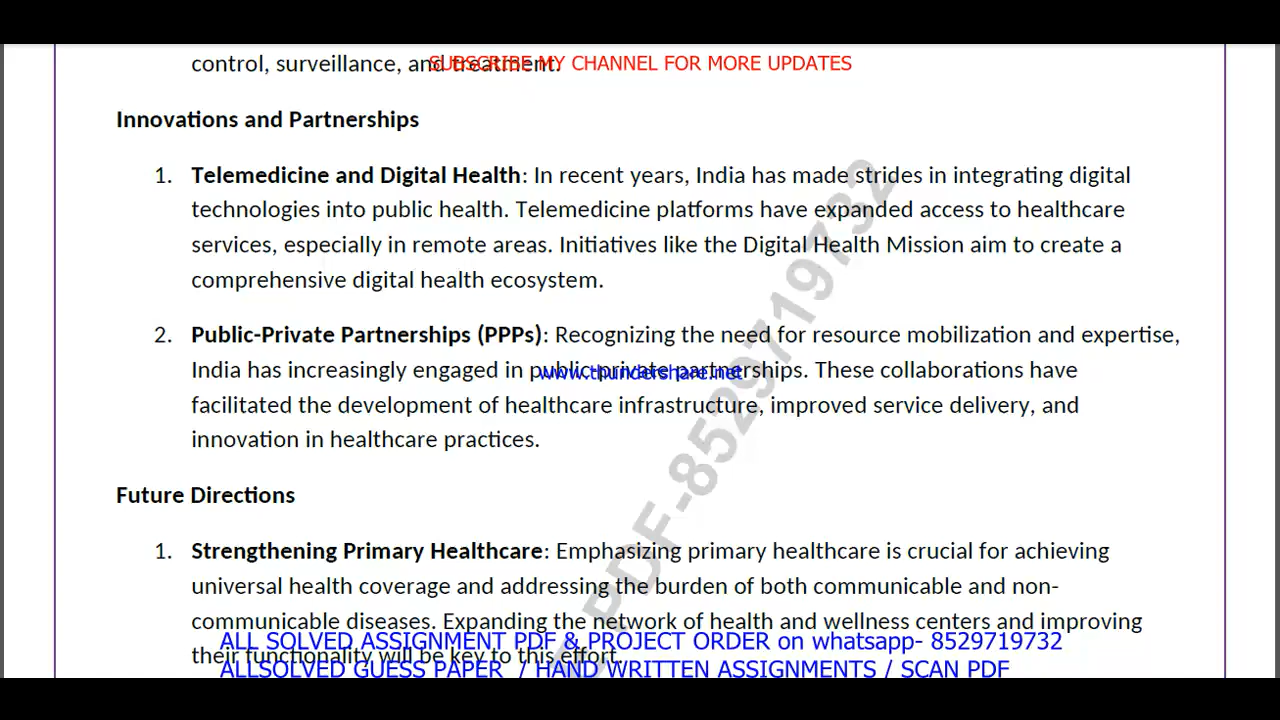 control, surveillance, and treatment.
SUBSCRIBE MY CHANNEL FOR MORE UPDATES
Innovations and Partnerships
1. Telemedicine and Digital Health: In recent years, India has made strides in integrating digital
technologies into public health. Telemedicine platforms have expanded access to healthcare
services, especially in remote areas. Initiatives like the Digital Health Mission aim to create a
comprehensive digital health ecosystem.
2. Public-Private Partnerships (PPPs): Recognizing the need for resource mobilization and expertise,
India has increasingly engaged in public-private partnerships. These collaborations have
www.thundershare.net
facilitated the development of healthcare infrastructure, improved service delivery, and
innovation in healthcare practices.
PDF-8529719732
Future Directions
1. Strengthening Primary Healthcare: Emphasizing primary healthcare is crucial for achieving
universal health coverage and addressing the burden of both communicable and non-
communicable diseases. Expanding the network of health and wellness centers and improving
ALL SOLVED ASSIGNMENT PDF & PROJECT ORDER on whatsapp- 8529719732
their functionality will be key to this effort.
ALLSOLVED GUESS PAPER / HAND WRITTEN ASSIGNMENTS / SCAN PDF